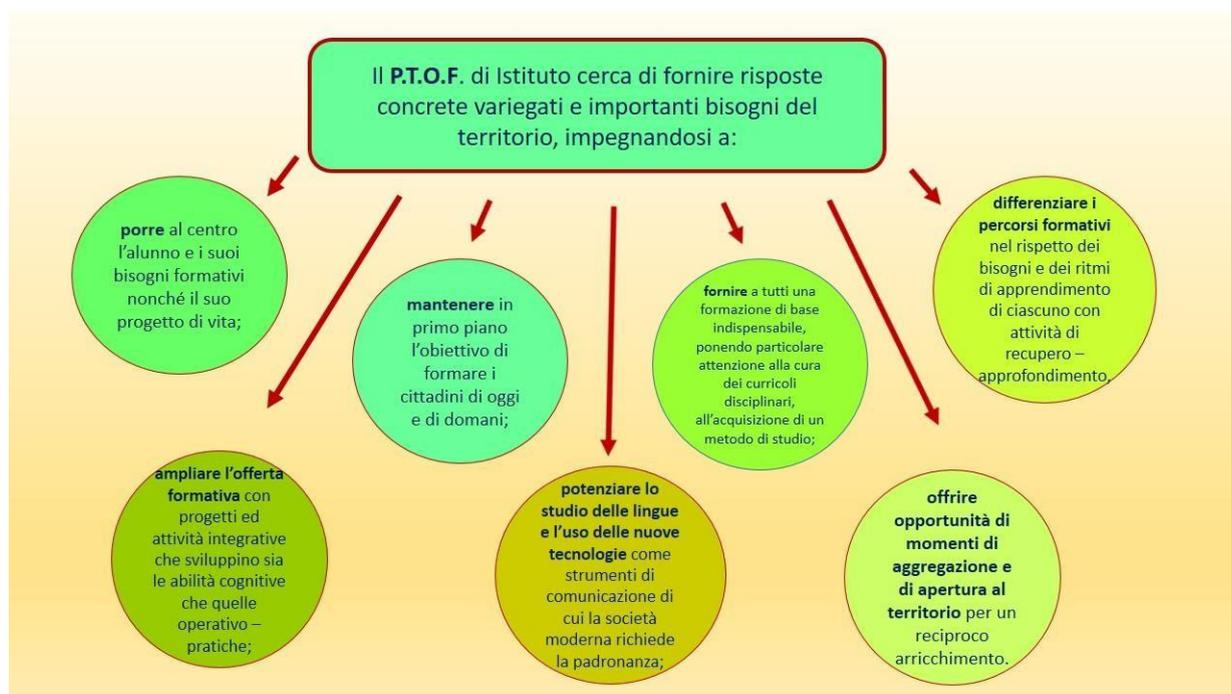 Il P.T.O.F. di Istituto cerca di fornire risposte
concrete variegati e importanti bisogni del
territorio, impegnandosi a:
porre al centro
l'alunno e i suoi
bisogni formativi
nonché il suo
progetto di vita;
mantenere in
primo piano
l'obiettivo di
formare i
cittadini di oggi
e di domani;
fornire a tutti una
formazione di base
indispensabile,
ponendo particolare
attenzione alla cura
dei curricoli
disciplinari,
all'acquisizione di un
metodo di studio;
differenziare i
percorsi formativi
nel rispetto dei
bisogni e dei ritmi
di apprendimento
di ciascuno con
attività di
recupero –
approfondimento,
ampliare l'offerta
formativa con
progetti ed
attività integrative
che sviluppino sia
le abilità cognitive
che quelle
operativo –
pratiche;
potenziare lo
studio delle lingue
e l'uso delle nuove
tecnologie come
strumenti di
comunicazione di
cui la società
moderna richiede
la padronanza;
offrire
opportunità di
momenti di
aggregazione e
di apertura al
territorio per un
reciproco
arricchimento.